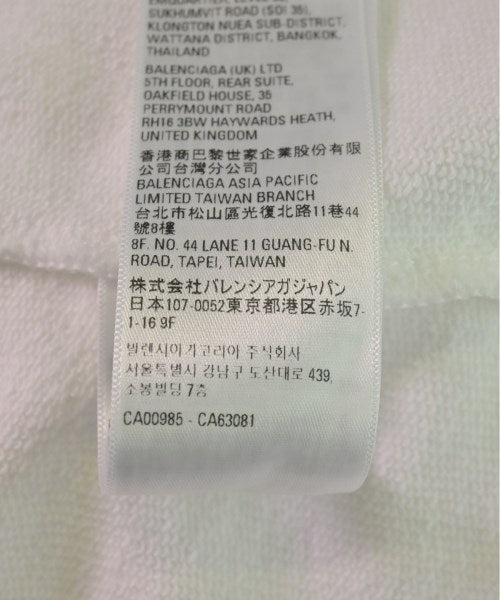 SUKHUMVIT ROAD (SOI 35),
KLONGTON NUEA SUB-DISTRICT,
WATTANA DISTRICT, BANGKOK,
THAILAND
BALENCIAGA (UK) LTD
5TH FLOOR, REAR SUITE,
OAKFIELD HOUSE, 35
PERRYMOUNT ROAD
RH16 3BW HAYWARDS HEATH,
UNITED KINGDOM
香港商巴黎世家企業股份有限
公司台灣分公司
BALENCIAGA ASIA PACIFIC
LIMITED TAIWAN BRANCH
台北市松山區光復北路11巷44
號8樓
8F. NO. 44 LANE 11 GUANG-FU N.
ROAD, TAPEI, TAIWAN
株式会社バレンシアガジャパン
日本107-0052東京都港区赤坂7-
1-16 9F
발렌시아가코리아 주식회사
서울특별시 강남구 도산대로 439,
소봉빌딩 7층
CA00985 - CA63081